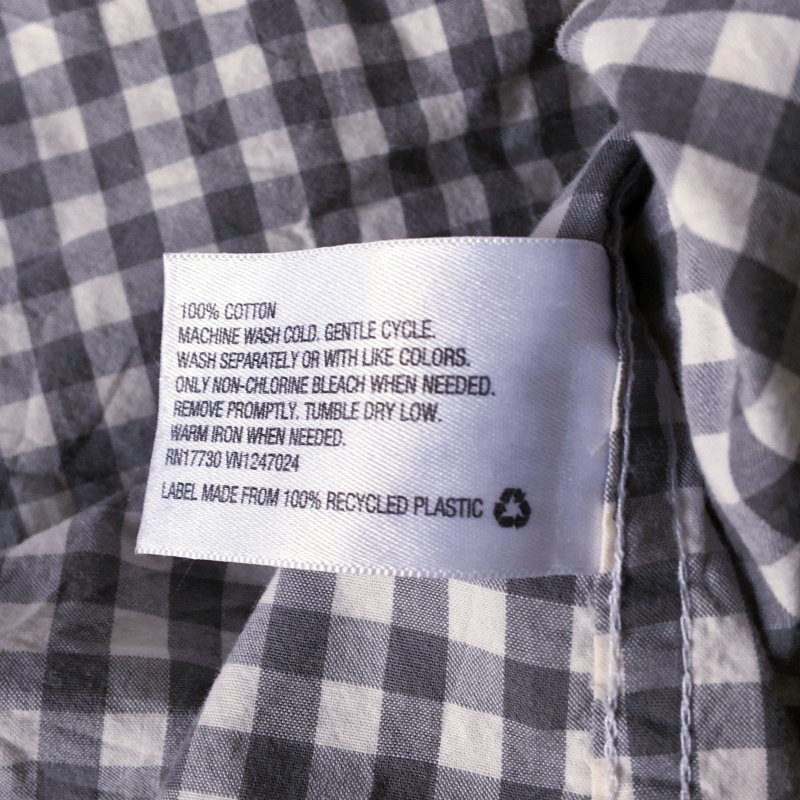 100% COTTON
MACHINE WASH COLD. GENTLE CYCLE.
WASH SEPARATELY OR WITH LIKE COLORS.
ONLY NON-CHLORINE BLEACH WHEN NEEDED.
REMOVE PROMPTLY. TUMBLE DRY LOW.
WARM IRON WHEN NEEDED.
RN17730 VN1247024
LABEL MADE FROM 100% RECYCLED PLASTIC